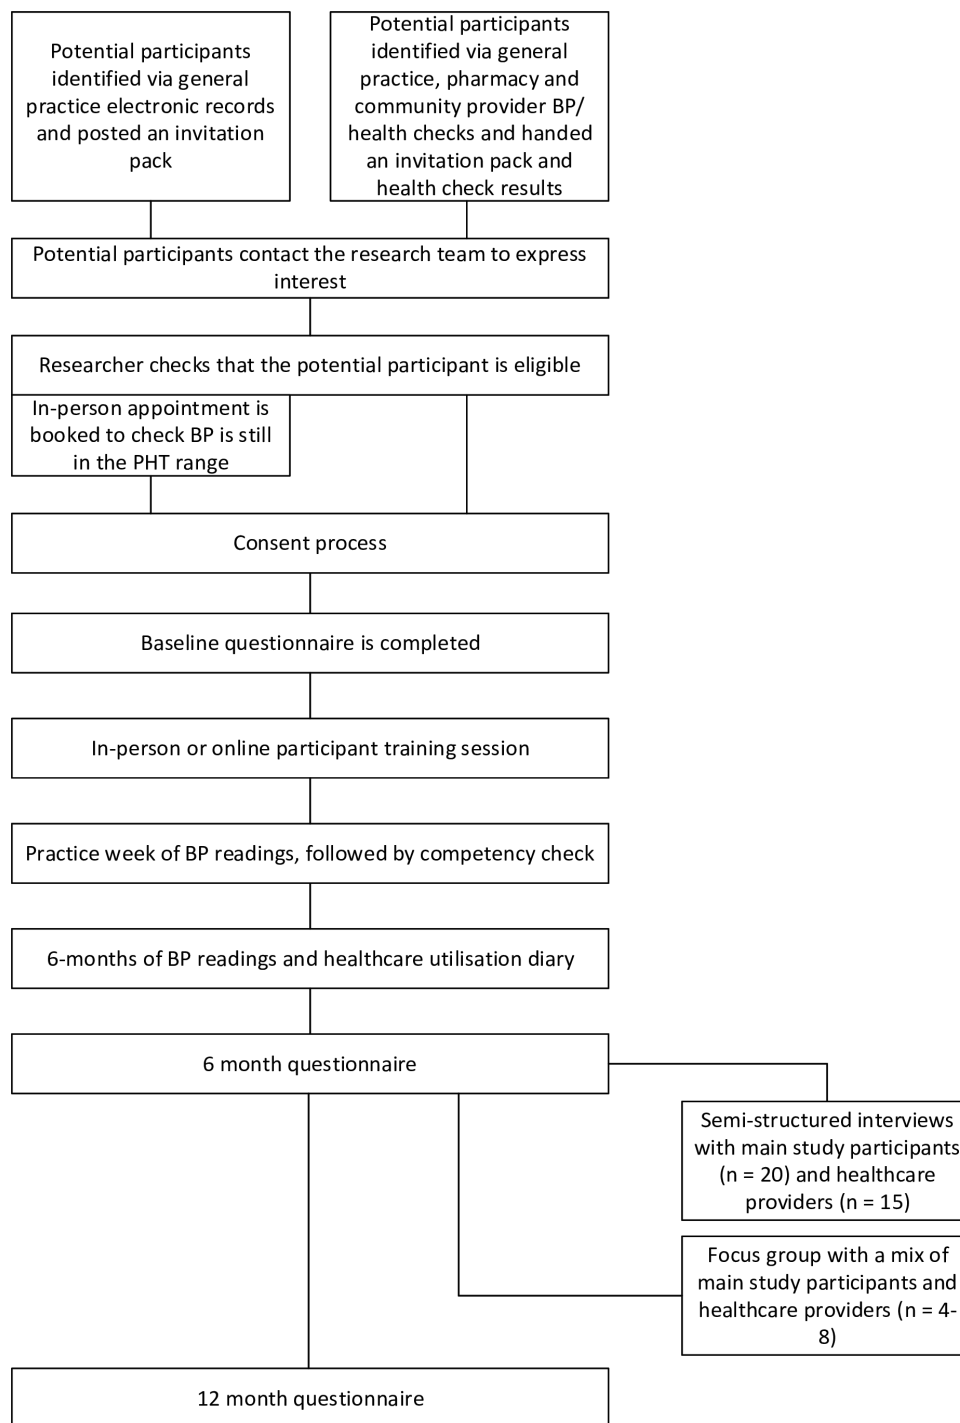 Potential participants
identified via general
practice electronic records
and posted an invitation
pack
Potential participants
identified via general
practice, pharmacy and
community provider BP/
health checks and handed
an invitation pack and
health check results
Potential participants contact the research team to express
interest
Researcher checks that the potential participant is eligible
In-person appointment is
booked to check BP is still
in the PHT range
Consent process
Baseline questionnaire is completed
In-person or online participant training session
Practice week of BP readings, followed by competency check
6-months of BP readings and healthcare utilisation diary
6 month questionnaire
Semi-structured interviews
with main study participants
(n = 20) and healthcare
providers (n = 15)
Focus group with a mix of
main study participants and
healthcare providers (n = 4-
8)
12 month questionnaire